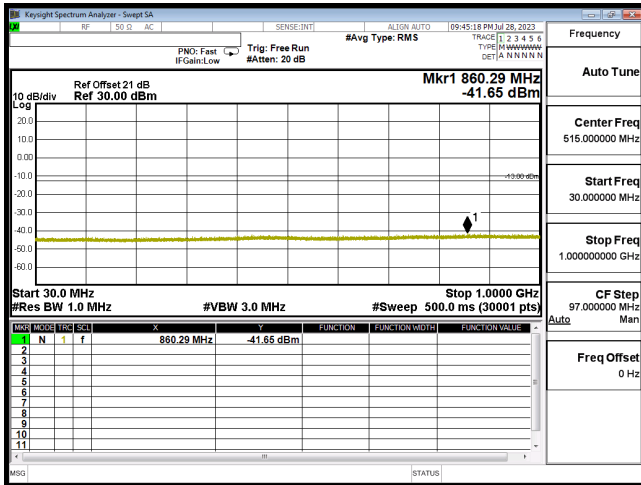 Keysight Spectrum Analyzer - Swept SA
LXI RF 50 Ω AC SENSE:INT ALIGN AUTO 09:45:18 PM Jul 28, 2023
#Avg Type: RMS TRACE 1 2 3 4 5 6
PNO: Fast Trig: Free Run TYPE M WWWWW
IFGain:Low #Atten: 20 dB DET A N N N N N
Ref Offset 21 dB Mkr1 860.29 MHz
10 dB/div Ref 30.00 dBm -41.65 dBm
Log
20.0
10.0
0.00
-10.0 -13.00 dBm
-20.0
-30.0
1
-40.0
-50.0
-60.0
Start 30.0 MHz Stop 1.0000 GHz
#Res BW 1.0 MHz #VBW 3.0 MHz #Sweep 500.0 ms (30001 pts)
MKR MODE TRC SCL X Y FUNCTION FUNCTION WIDTH FUNCTION VALUE
1 N 1 f 860.29 MHz -41.65 dBm
2
3
4
5
6
7
8
9
10
11
MSG STATUS
Frequency
Auto Tune
Center Freq
515.000000 MHz
Start Freq
30.000000 MHz
Stop Freq
1.000000000 GHz
CF Step
97.000000 MHz
Auto Man
Freq Offset
0 Hz